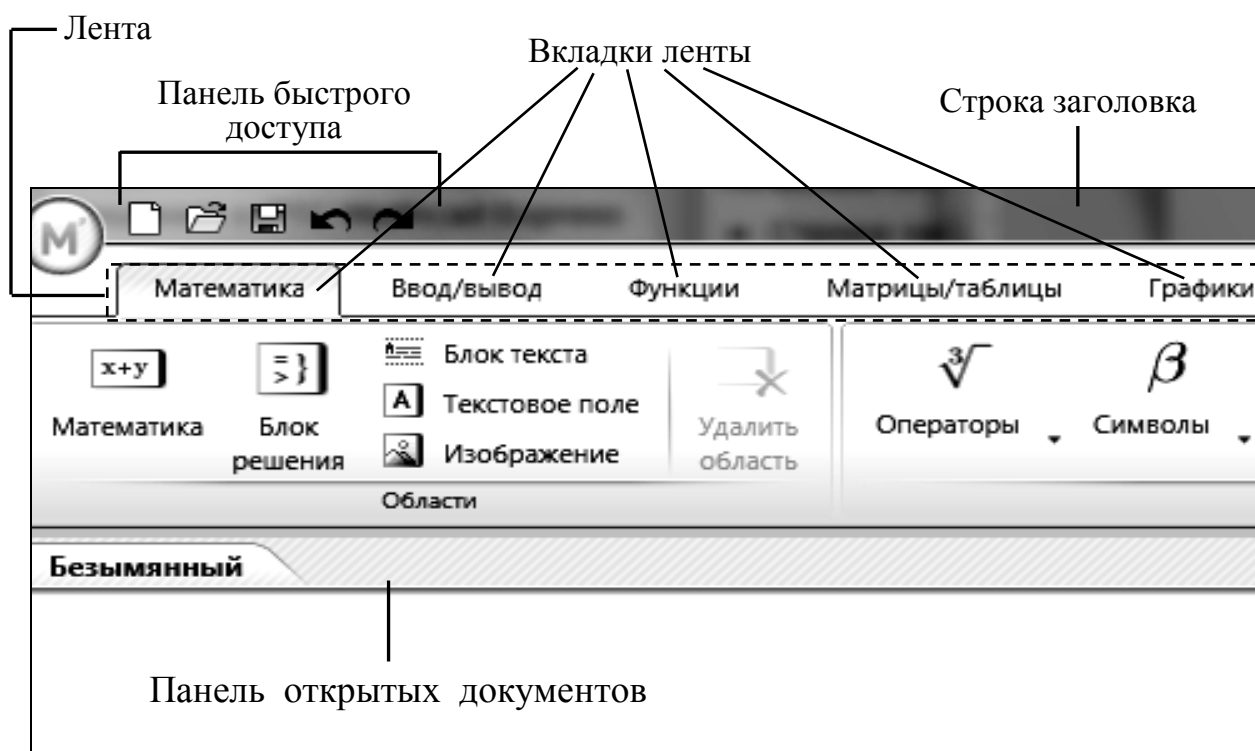 Лента
Вкладки ленты
Панель быстрого
доступа
Строка заголовка
M
Математика
Ввод/вывод
Функции
Матрицы/таблицы
Графики
x+y
Математика
= }
> }
Блок
решения
Блок текста
A
Текстовое поле
Изображение
Удалить
область
Области
3√
Операторы
β
Символы
Безымянный
Панель открытых документов